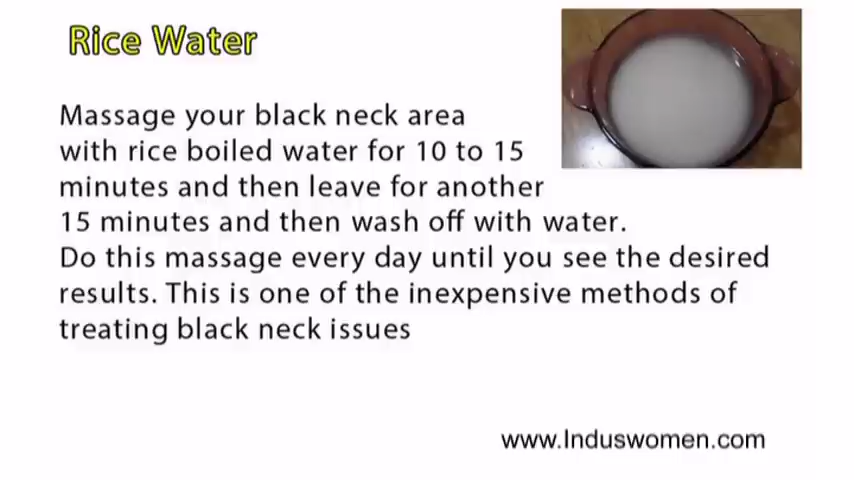 Rice Water
Massage your black neck area
with rice boiled water for 10 to 15
minutes and then leave for another
15 minutes and then wash off with water.
Do this massage every day until you see the desired
results. This is one of the inexpensive methods of
treating black neck issues
www.Induswomen.com